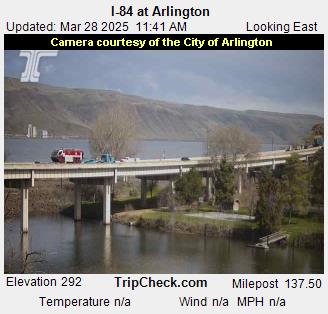 I-84 at Arlington
Updated: Mar 28 2025 11:41 AM Looking East
Camera courtesy of the City of Arlington
Elevation 292 TripCheck.com Milepost 137.50
Temperature n/a Wind n/a MPH n/a